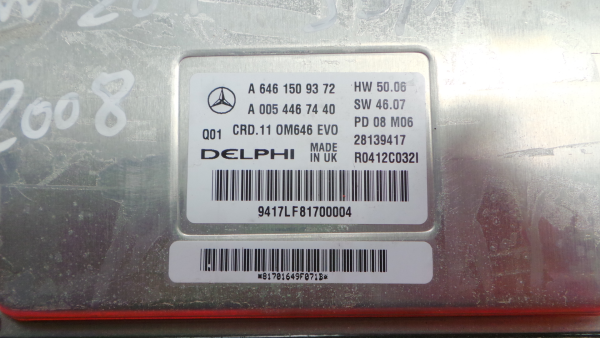 2008
A 646 150 93 72 HW 50.06
A 005 446 74 40 SW 46.07
Q01 CRD.11 OM646 EVO PD 08 M06
DELPHI MADE IN UK 28139417
R0412C032I
9417LF81700004
*81701649F071B*